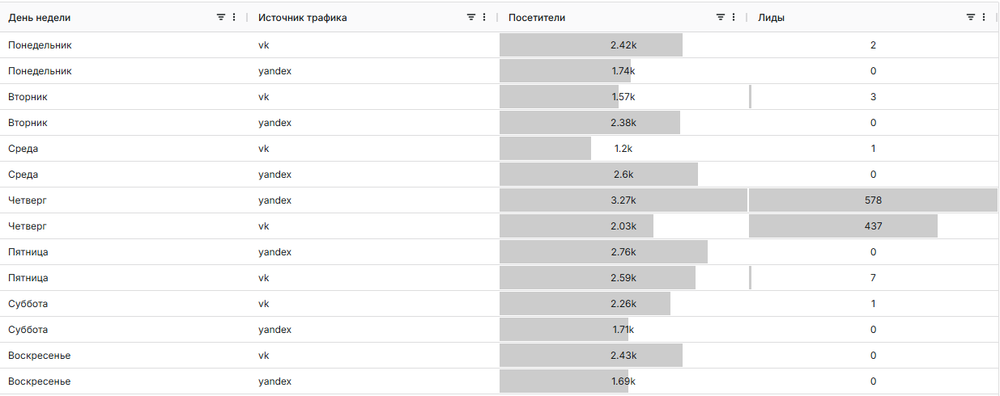 День недели Источник трафика Посетители Лиды
Понедельник vk 2.42k 2
Понедельник yandex 1.74k 0
Вторник vk 1.57k 3
Вторник yandex 2.38k 0
Среда vk 1.2k 1
Среда yandex 2.6k 0
Четверг yandex 3.27k 578
Четверг vk 2.03k 437
Пятница yandex 2.76k 0
Пятница vk 2.59k 7
Суббота vk 2.26k 1
Суббота yandex 1.71k 0
Воскресенье vk 2.43k 0
Воскресенье yandex 1.69k 0